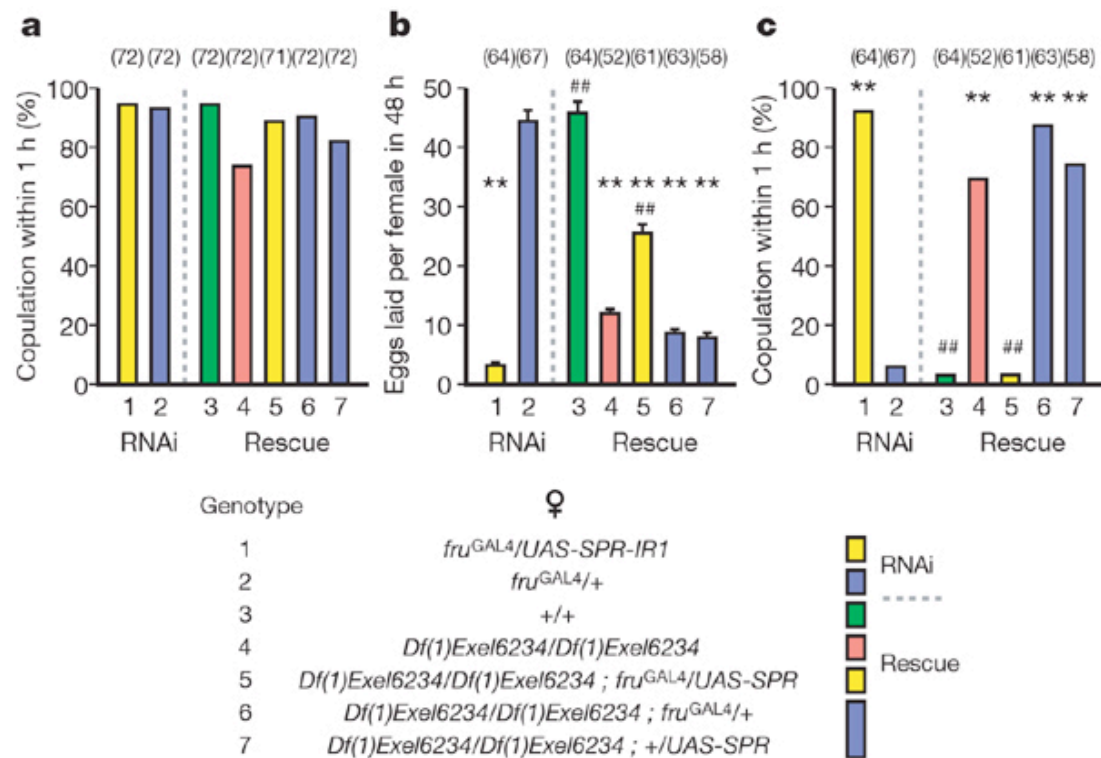 a
(72) (72) (72)(72)(71)(72)(72)
Copulation within 1 h (%)
100
80
60
40
20
0
1 2 3 4 5 6 7
RNAi Rescue
b
(64)(67) (64)(52)(61)(63)(58)
Eggs laid per female in 48 h
50
40
30
20
10
0
**
##
** ** ** **
##
1 2 3 4 5 6 7
RNAi Rescue
c
(64)(67) (64)(52)(61)(63)(58)
Copulation within 1 h (%)
100
80
60
40
20
0
** ** ** **
## ##
1 2 3 4 5 6 7
RNAi Rescue
Genotype ♀
1 fruGAL4/UAS-SPR-IR1
2 fruGAL4/+
3 +/+
4 Df(1)Exel6234/Df(1)Exel6234
5 Df(1)Exel6234/Df(1)Exel6234 ; fruGAL4/UAS-SPR
6 Df(1)Exel6234/Df(1)Exel6234 ; fruGAL4/+
7 Df(1)Exel6234/Df(1)Exel6234 ; +/UAS-SPR
RNAi
Rescue